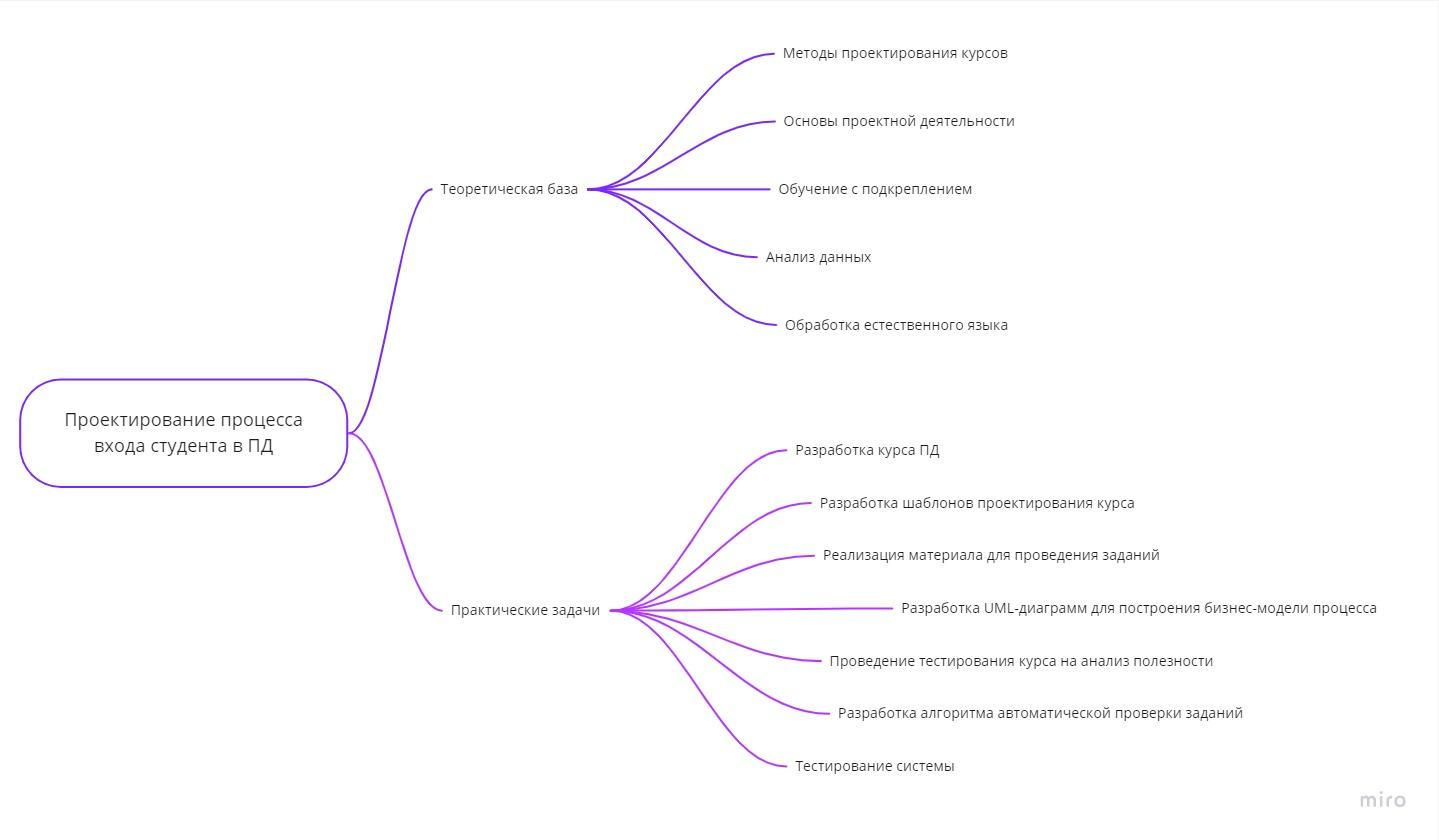 Методы проектирования курсов
Основы проектной деятельности
Теоретическая база
Обучение с подкреплением
Анализ данных
Обработка естественного языка
Проектирование процесса
входа студента в ПД
Разработка курса ПД
Разработка шаблонов проектирования курса
Реализация материала для проведения заданий
Практические задачи
Разработка UML-диаграмм для построения бизнес-модели процесса
Проведение тестирования курса на анализ полезности
Разработка алгоритма автоматической проверки заданий
Тестирование системы
miro